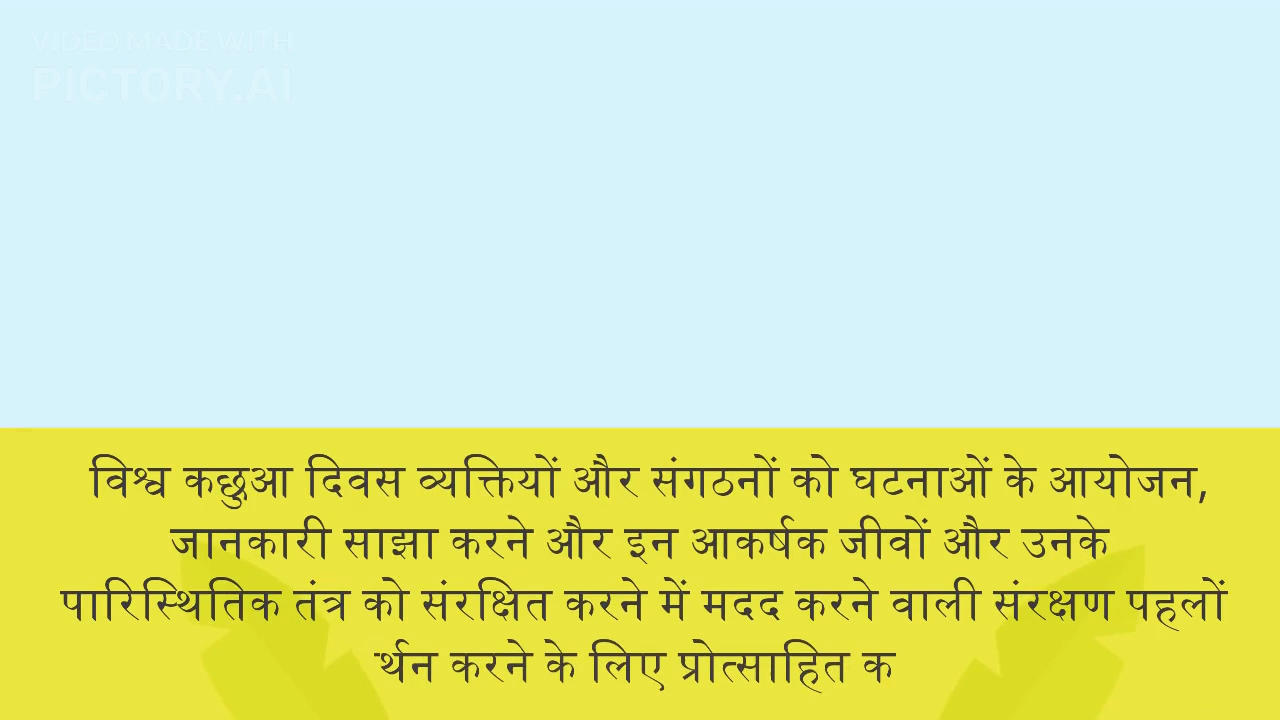 VIDEO MADE WITH
PICTORY.AI
विश्व कछुआ दिवस व्यक्तियों और संगठनों को घटनाओं के आयोजन,
जानकारी साझा करने और इन आकर्षक जीवों और उनके
पारिस्थितिक तंत्र को संरक्षित करने में मदद करने वाली संरक्षण पहलों
र्थन करने के लिए प्रोत्साहित क